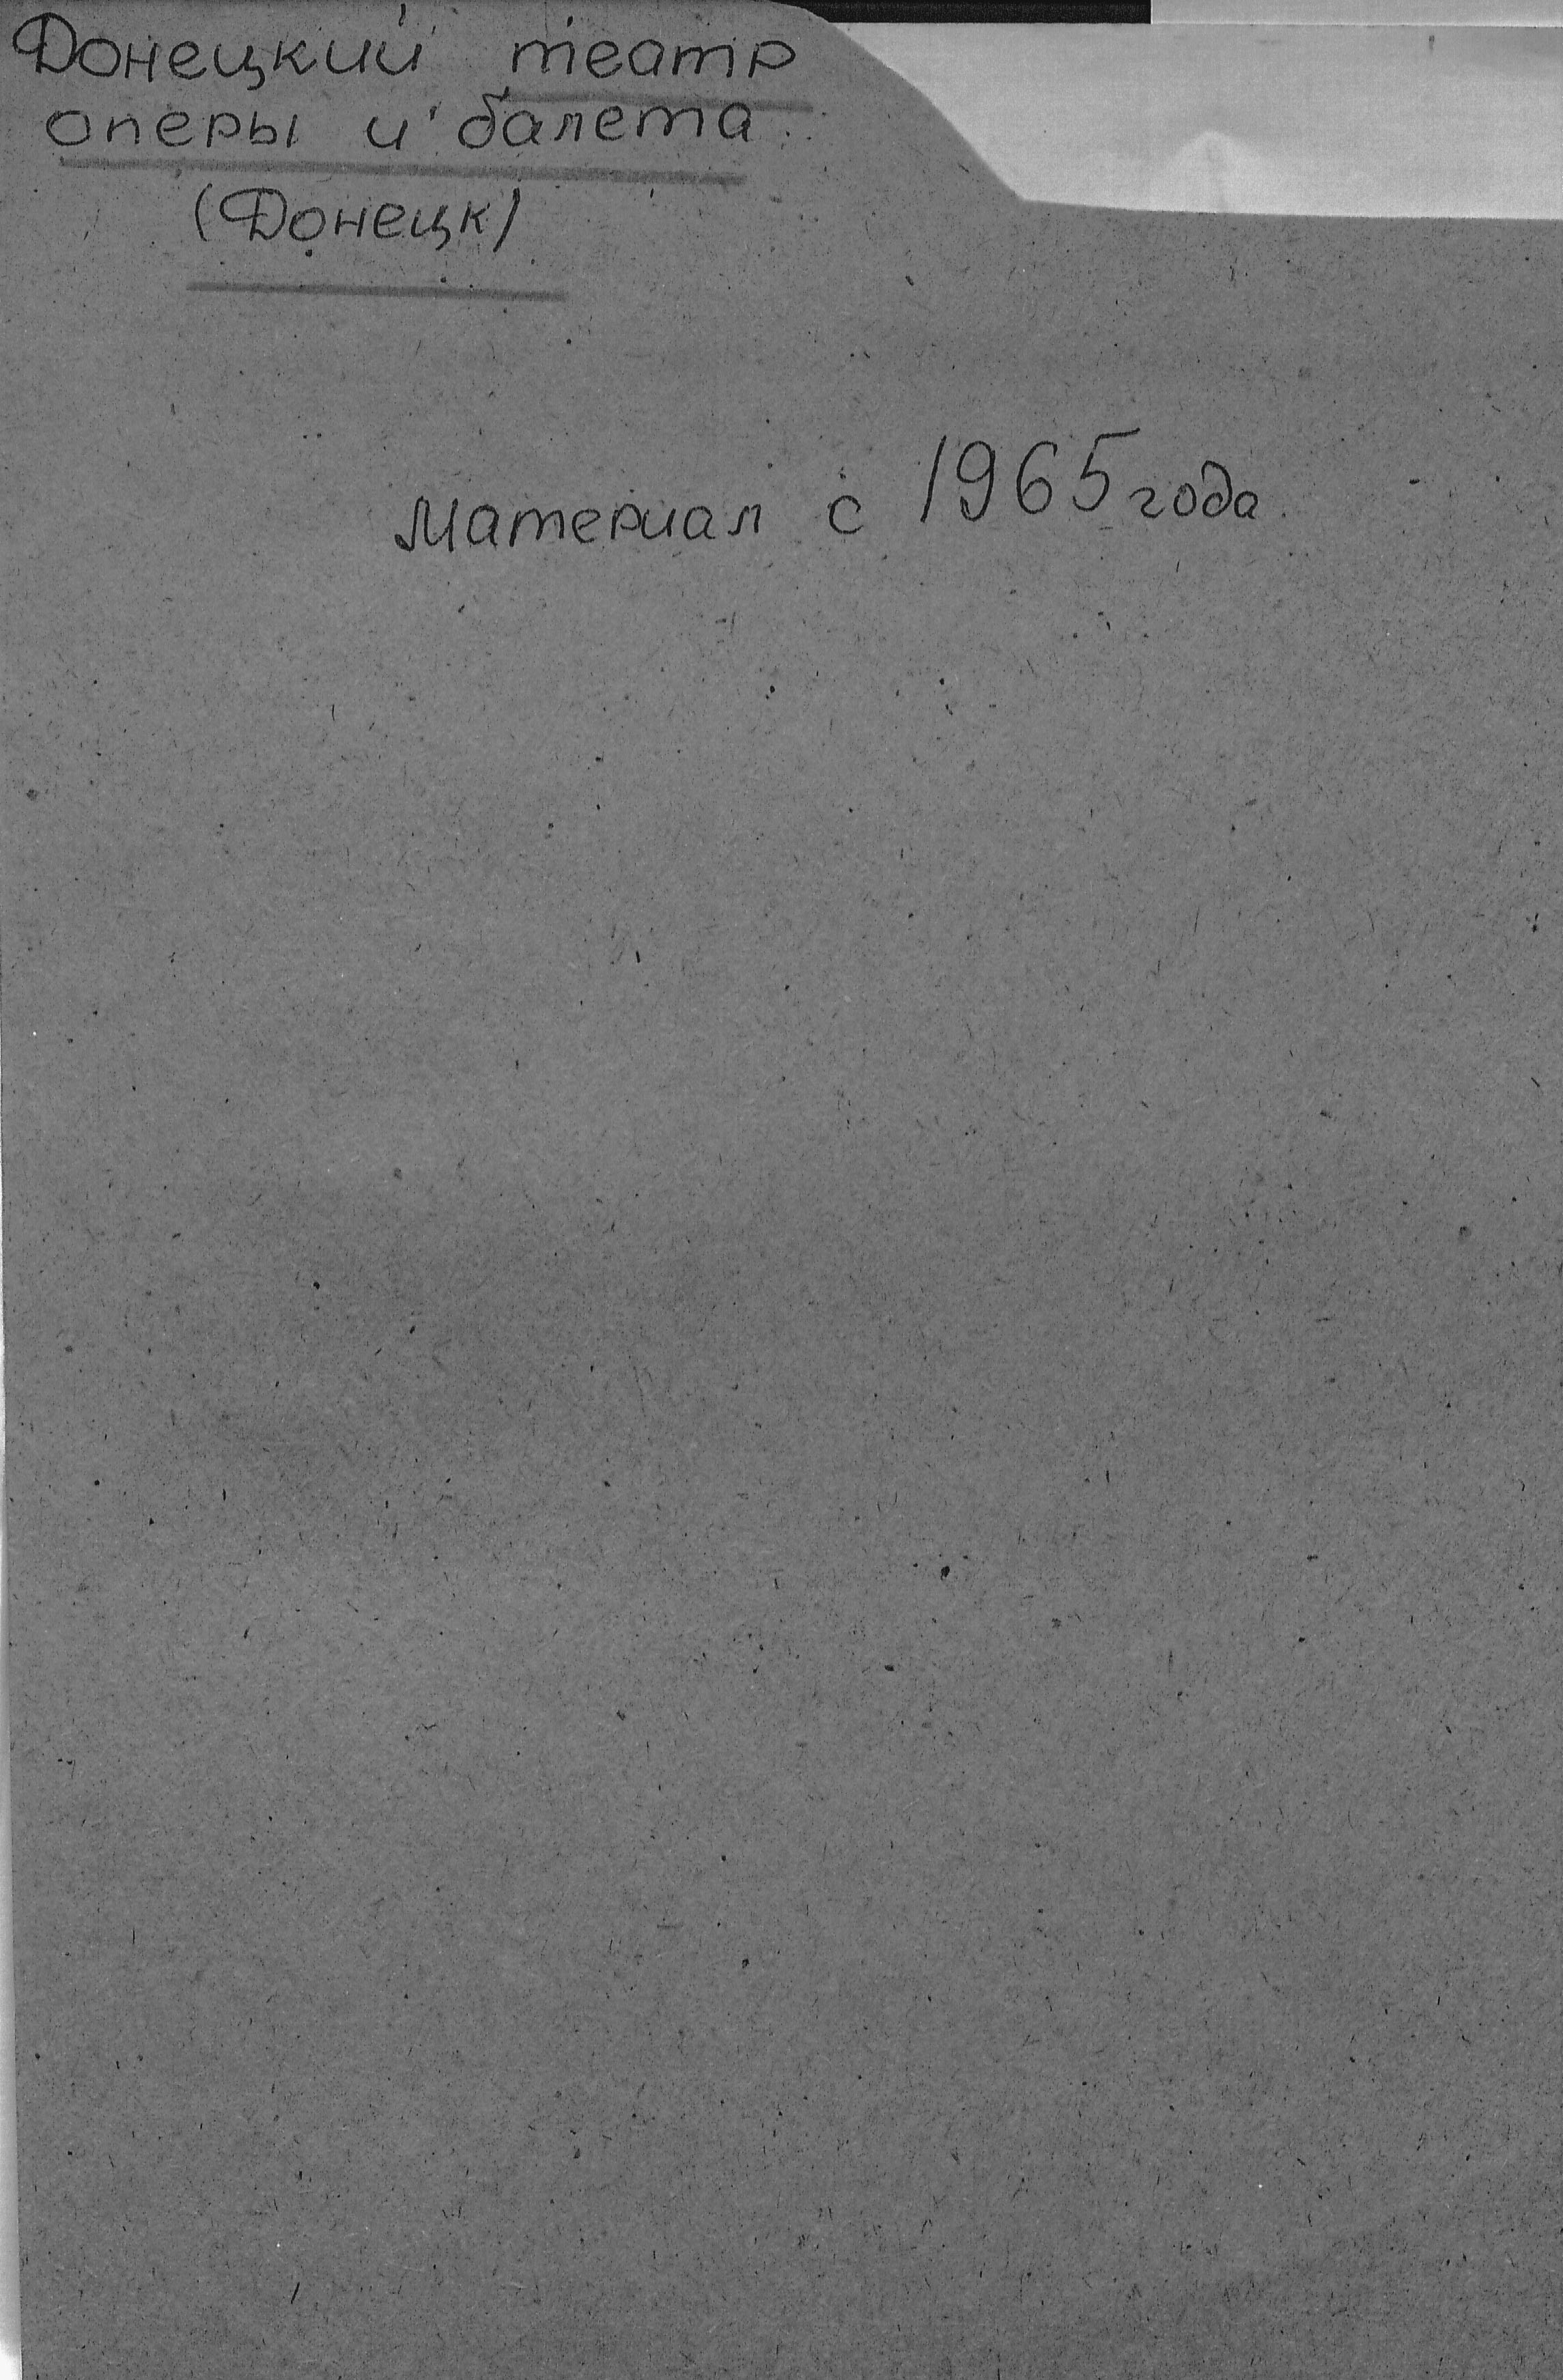 Донецкий театр
оперы и балета
(Донецк)
Материал с 1965 года